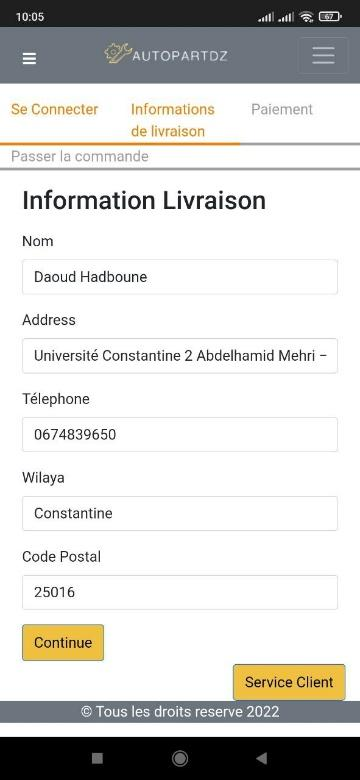 10:05
67
AUTOPARTDZ
Se Connecter
Informations
de livraison
Paiement
Passer la commande
Information Livraison
Nom
Daoud Hadboune
Address
Université Constantine 2 Abdelhamid Mehri –
Télephone
0674839650
Wilaya
Constantine
Code Postal
25016
Continue
Service Client
© Tous les droits reserve 2022